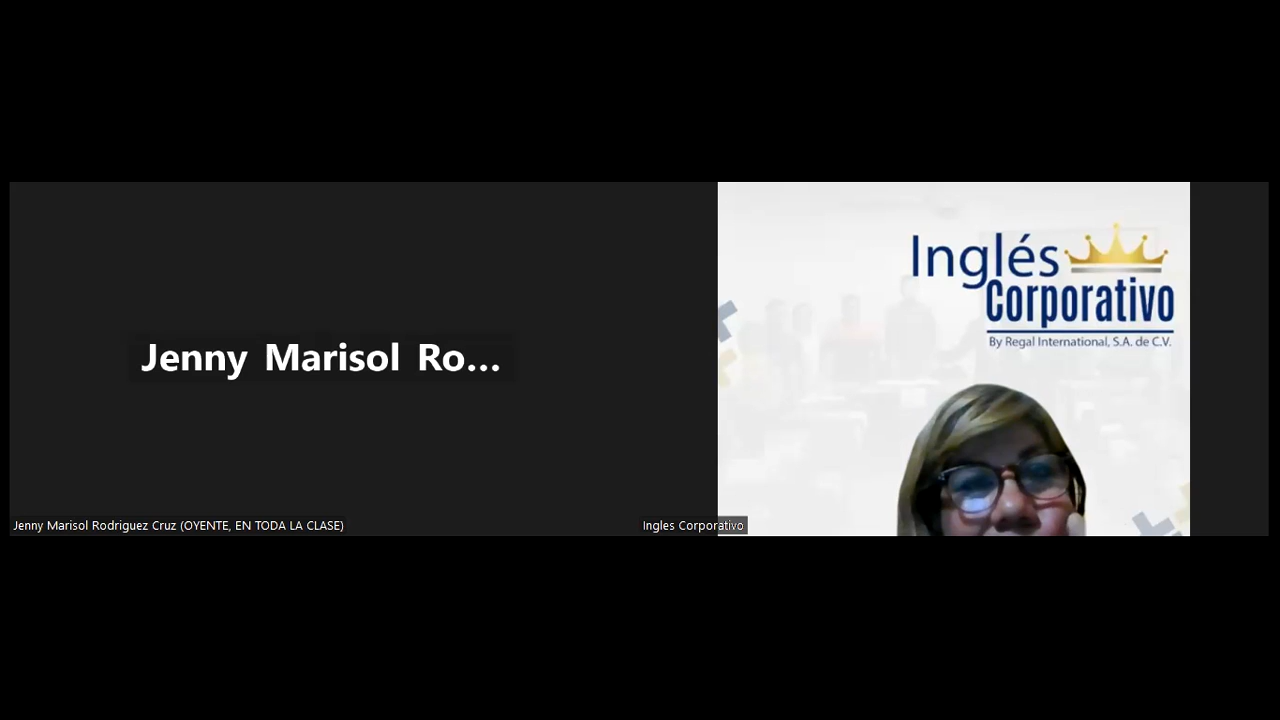 Jenny Marisol Ro...
Jenny Marisol Rodriguez Cruz (OYENTE, EN TODA LA CLASE)
Inglés
Corporativo
By Regal International, S.A. de C.V.
Ingles Corporativo